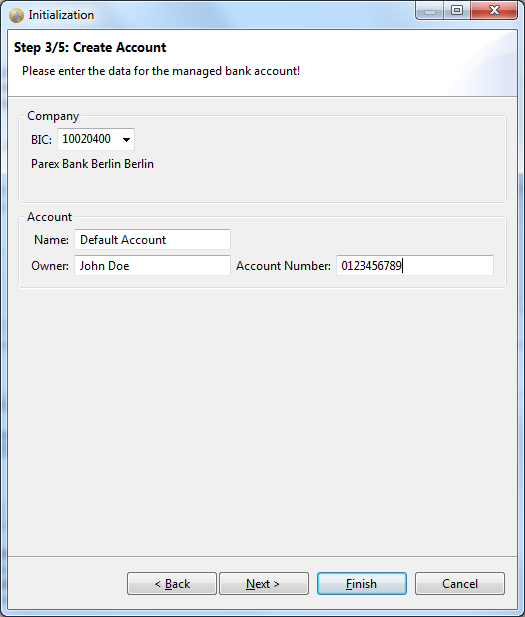 Initialization
Step 3/5: Create Account
Please enter the data for the managed bank account!
Company
BIC: 10020400
Parex Bank Berlin Berlin
Account
Name: Default Account
Owner: John Doe Account Number: 0123456789
< Back Next > Finish Cancel